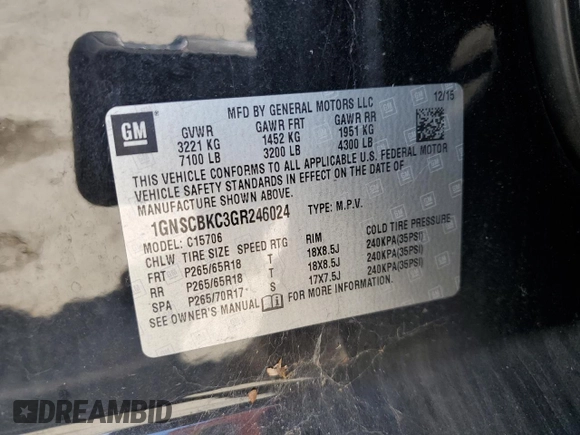 GM
MFD BY GENERAL MOTORS LLC 12/15
GVWR GAWR FRT GAWR RR
3221 KG 1452 KG 1951 KG
7100 LB 3200 LB 4300 LB
THIS VEHICLE CONFORMS TO ALL APPLICABLE U.S. FEDERAL MOTOR
VEHICLE SAFETY STANDARDS IN EFFECT ON THE DATE OF
MANUFACTURE SHOWN ABOVE.
1GNSCBKC3GR246024 TYPE: M.P.V.
MODEL: C15706
CHLW TIRE SIZE SPEED RTG RIM COLD TIRE PRESSURE
FRT P265/65R18 T 18X8.5J 240KPA(35PSI)
RR P265/65R18 T 18X8.5J 240KPA(35PSI)
SPA P265/70R17 S 17X7.5J 240KPA(35PSI)
SEE OWNER'S MANUAL FOR MORE INFORMATION.
DREAMBID